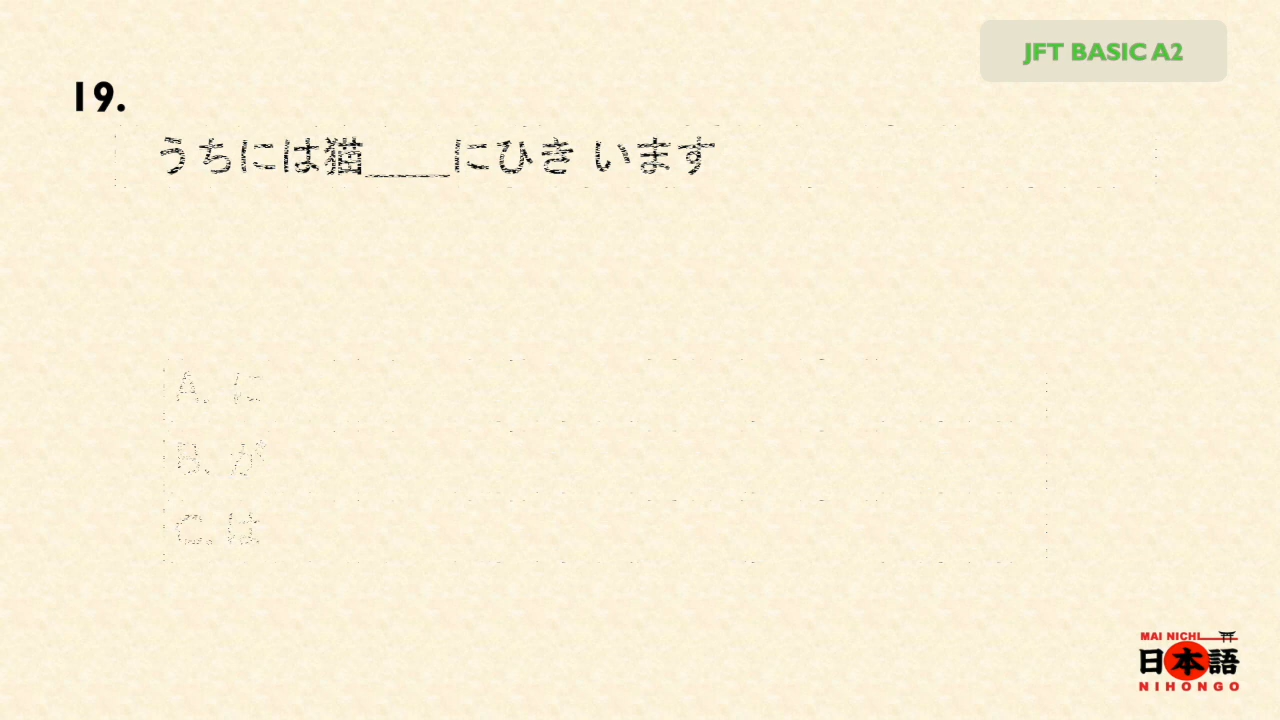 JFT BASIC A2
19.
うちには猫____にひき います
A. に
B. が
C. は
MAI NICHI
日本語
NIHONGO